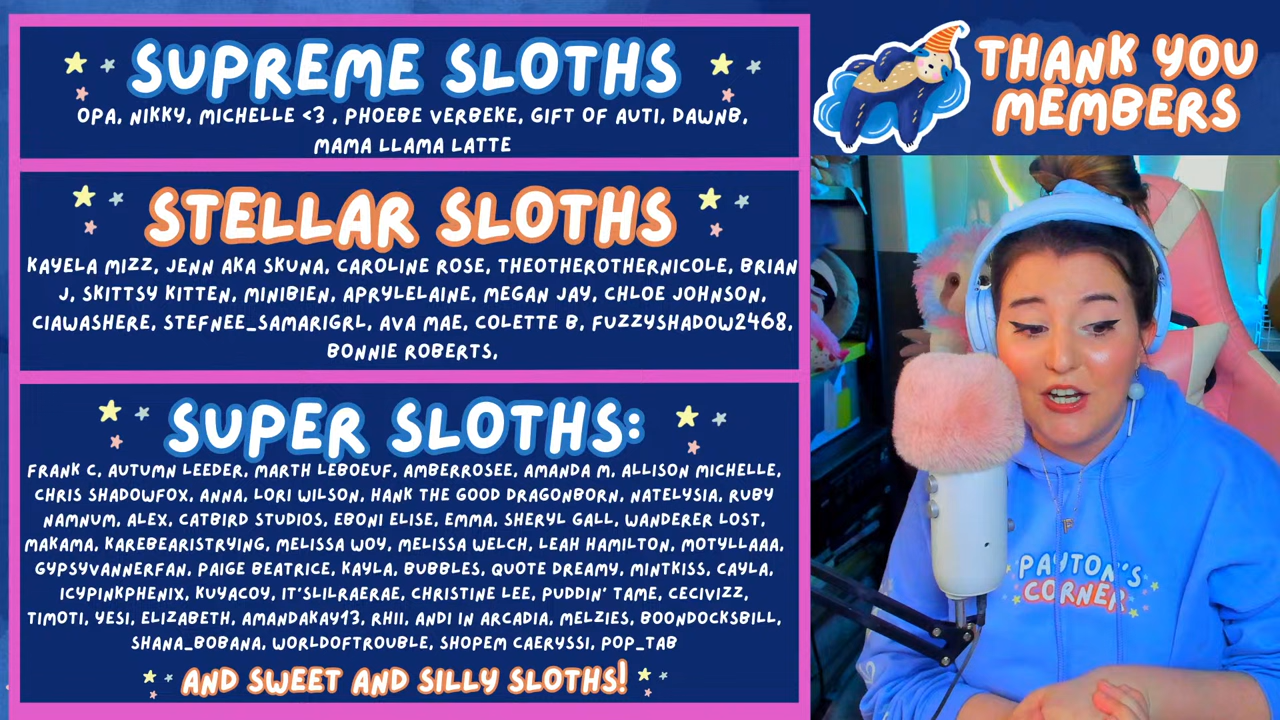 SUPREME SLOTHS
OPA, NIKKY, MICHELLE <3 , PHOEBE VERBEKE, GIFT OF AUTI, DAWNB,
MAMA LLAMA LATTE
STELLAR SLOTHS
KAYELA MIZZ, JENN AKA SKUNA, CAROLINE ROSE, THEOTHEROTHERNICOLE, BRIAN
J, SKITTSY KITTEN, MINIBIEN, APRYLELAINE, MEGAN JAY, CHLOE JOHNSON,
CIAWASHERE, STEFNEE_SAMARIGRL, AVA MAE, COLETTE B, FUZZYSHADOW2468,
BONNIE ROBERTS,
SUPER SLOTHS:
FRANK C, AUTUMN LEEDER, MARTH LEBOEUF, AMBERROSEE, AMANDA M, ALLISON MICHELLE,
CHRIS SHADOWFOX, ANNA, LORI WILSON, HANK THE GOOD DRAGONBORN, NATELYSIA, RUBY
NAMNUM, ALEX, CATBIRD STUDIOS, EBONI ELISE, EMMA, SHERYL GALL, WANDERER LOST,
MAKAMA, KAREBEARISTRYING, MELISSA WOY, MELISSA WELCH, LEAH HAMILTON, MOTYLLAAA,
GYPSYVANNERFAN, PAIGE BEATRICE, KAYLA, BUBBLES, QUOTE DREAMY, MINTKISS, CAYLA,
ICYPINKPHENIX, KUYACOY, IT'SLILRAERAE, CHRISTINE LEE, PUDDIN' TAME, CECIVIZZ,
TIMOTI, YESI, ELIZABETH, AMANDAKAY13, RHII, ANDI IN ARCADIA, MELZIES, BOONDOCKSBILL,
SHANA_BOBANA, WORLDOFTROUBLE, SHOPEM CAERYSSI, POP_TAB
AND SWEET AND SILLY SLOTHS!
THANK YOU
MEMBERS
PAYTON'S
CORNER